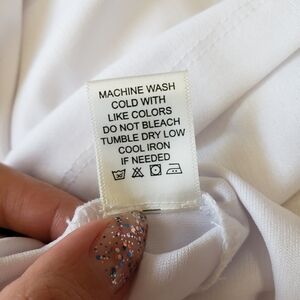 MACHINE WASH
COLD WITH
LIKE COLORS
DO NOT BLEACH
TUMBLE DRY LOW
COOL IRON
IF NEEDED